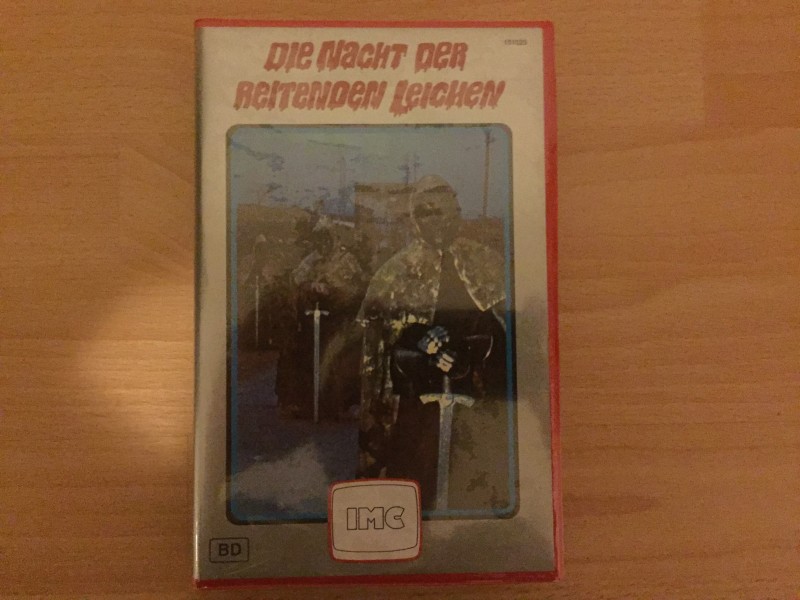 Die Nacht der
reitenden Leichen
IMC
BD